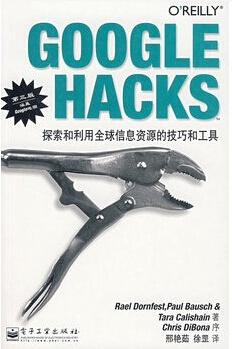 O'REILLY®
GOOGLE
HACKS™
第三版
探索和利用全球信息资源的技巧和工具
Rael Dornfest, Paul Bausch &
Tara Calishain 著
Chris DiBona 序
邢艳茹 徐罡 译
电子工业出版社